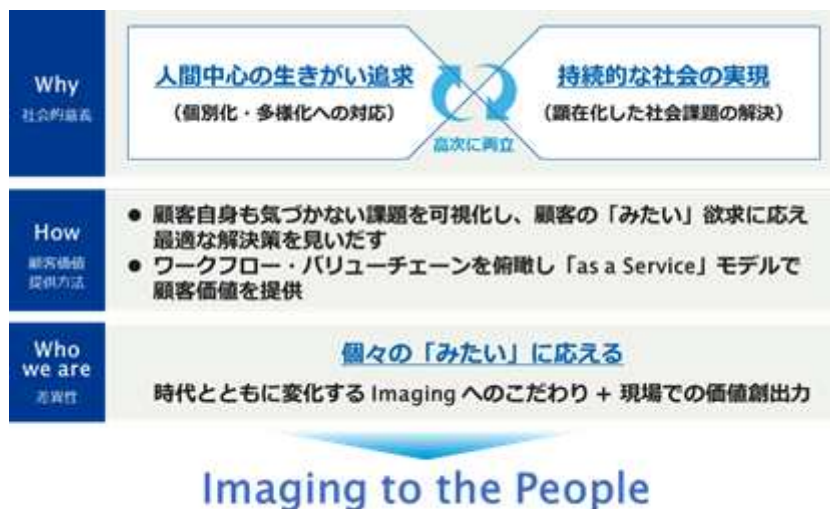 Why
社会的意義
人間中心の生きがい追求
(個別化・多様化への対応)
高次に両立
持続的な社会の実現
(顕在化した社会課題の解決)
How
顧客価値
提供方法
● 顧客自身も気づかない課題を可視化し、顧客の「みたい」欲求に応え
最適な解決策を見いだす
● ワークフロー・バリューチェーンを俯瞰し「as a Service」モデルで
顧客価値を提供
Who
we are
差異性
個々の「みたい」に応える
時代とともに変化する Imaging へのこだわり + 現場での価値創出力
Imaging to the People